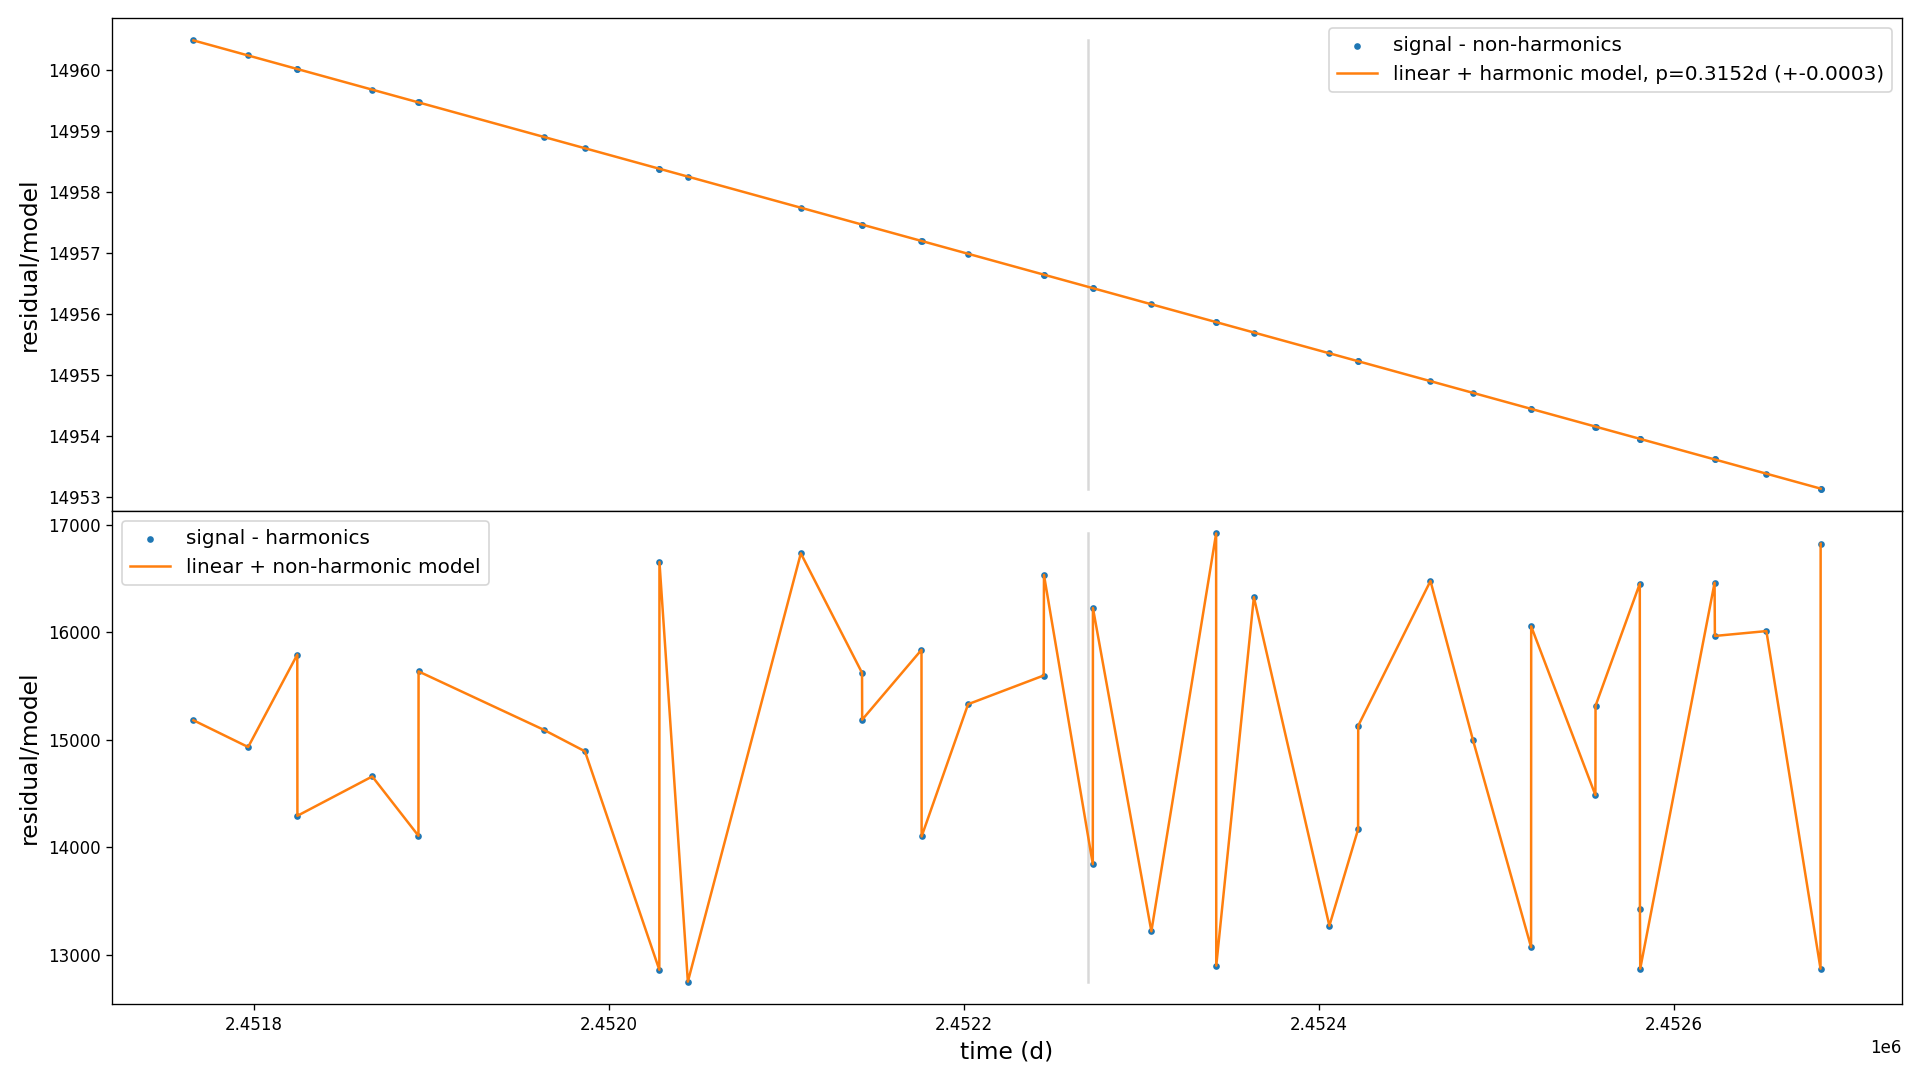 signal - non-harmonics
linear + harmonic model, p=0.3152d (+-0.0003)
residual/model
14960
14959
14958
14957
14956
14955
14954
14953
signal - harmonics
linear + non-harmonic model
residual/model
17000
16000
15000
14000
13000
2.4518
2.4520
2.4522
2.4524
2.4526
time (d)
1e6